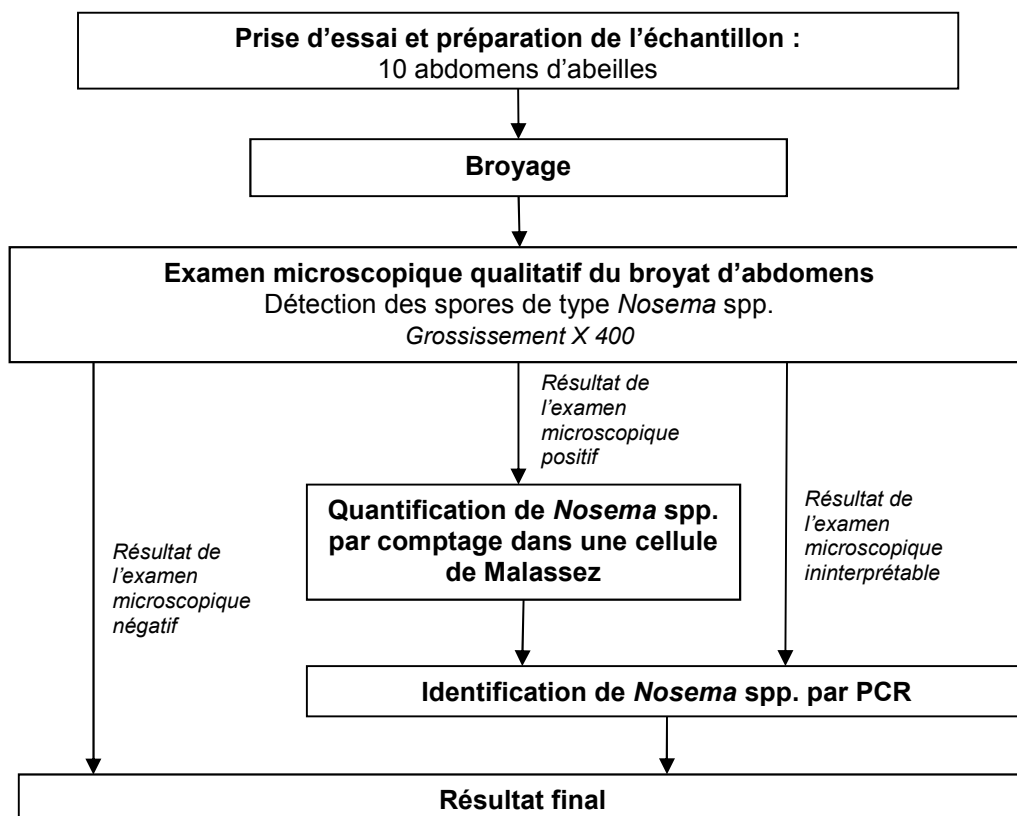 Prise d’essai et préparation de l’échantillon :
10 abdomens d’abeilles
Broyage
Examen microscopique qualitatif du broyat d’abdomens
Détection des spores de type Nosema spp.
Grossissement X 400
Résultat de
l’examen
microscopique
positif
Quantification de Nosema spp.
par comptage dans une cellule
de Malassez
Résultat de
l’examen
microscopique
ininterprétable
Résultat de
l’examen
microscopique
négatif
Identification de Nosema spp. par PCR
Résultat final